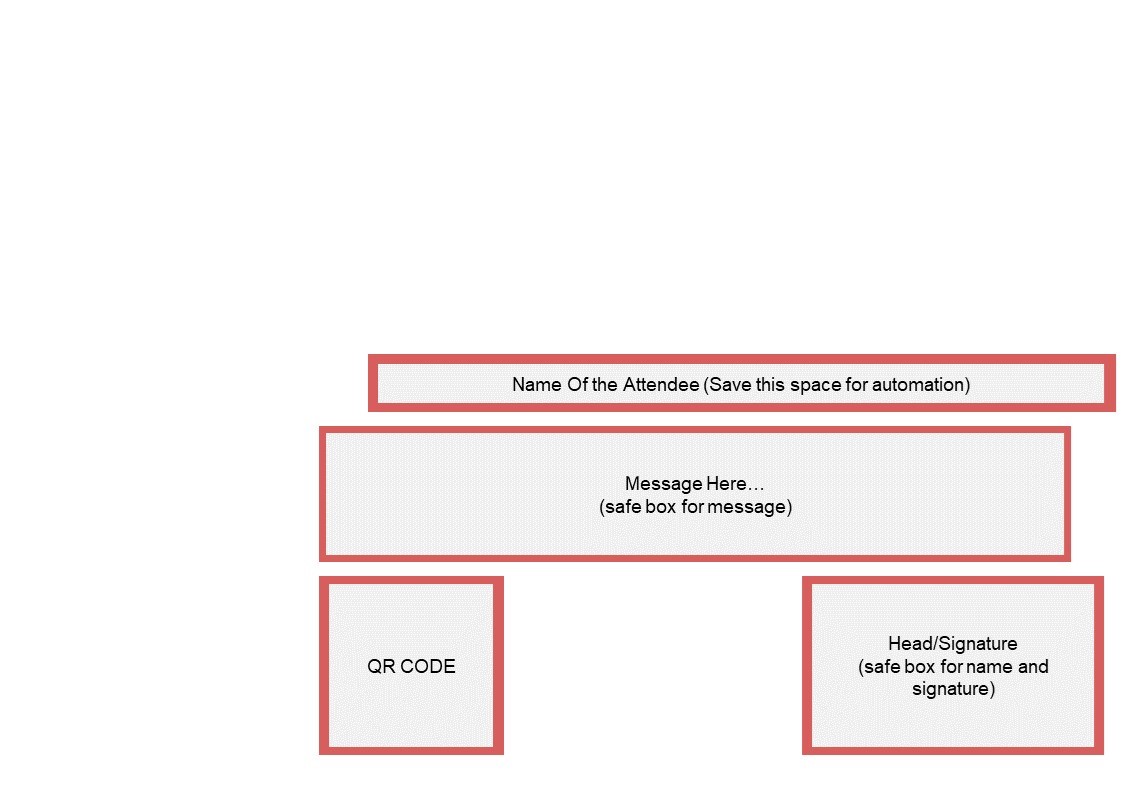 Name Of the Attendee (Save this space for automation)
Message Here…
(safe box for message)
QR CODE
Head/Signature
(safe box for name and
signature)